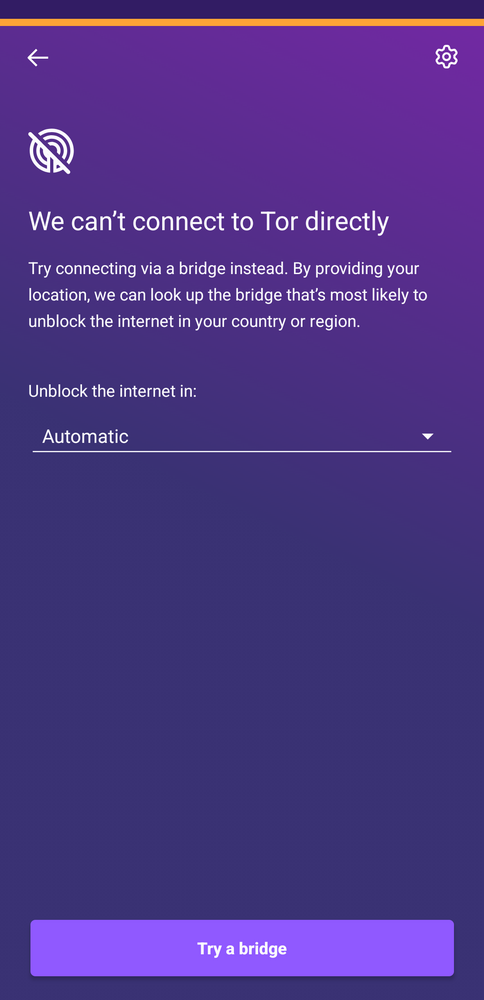 We can’t connect to Tor directly
Try connecting via a bridge instead. By providing your
location, we can look up the bridge that’s most likely to
unblock the internet in your country or region.
Unblock the internet in:
Automatic
Try a bridge